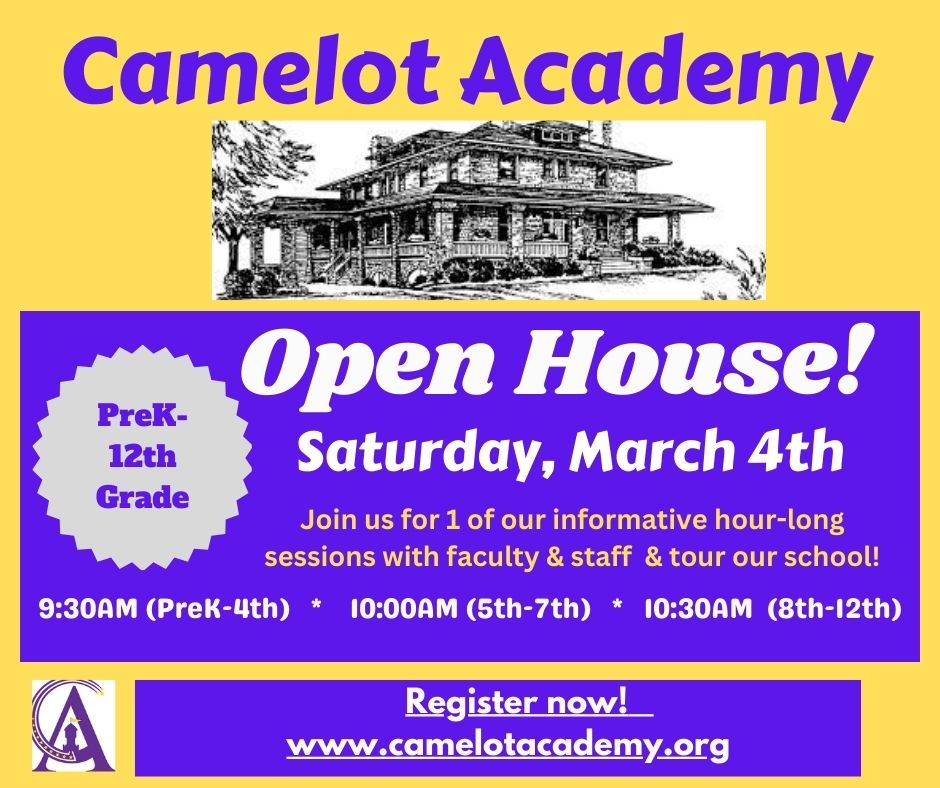 Camelot Academy
Open House!
PreK-
12th
Grade
Saturday, March 4th
Join us for 1 of our informative hour-long
sessions with faculty & staff & tour our school!
9:30AM (PreK-4th) * 10:00AM (5th-7th) * 10:30AM (8th-12th)
CA
Register now!
www.camelotacademy.org